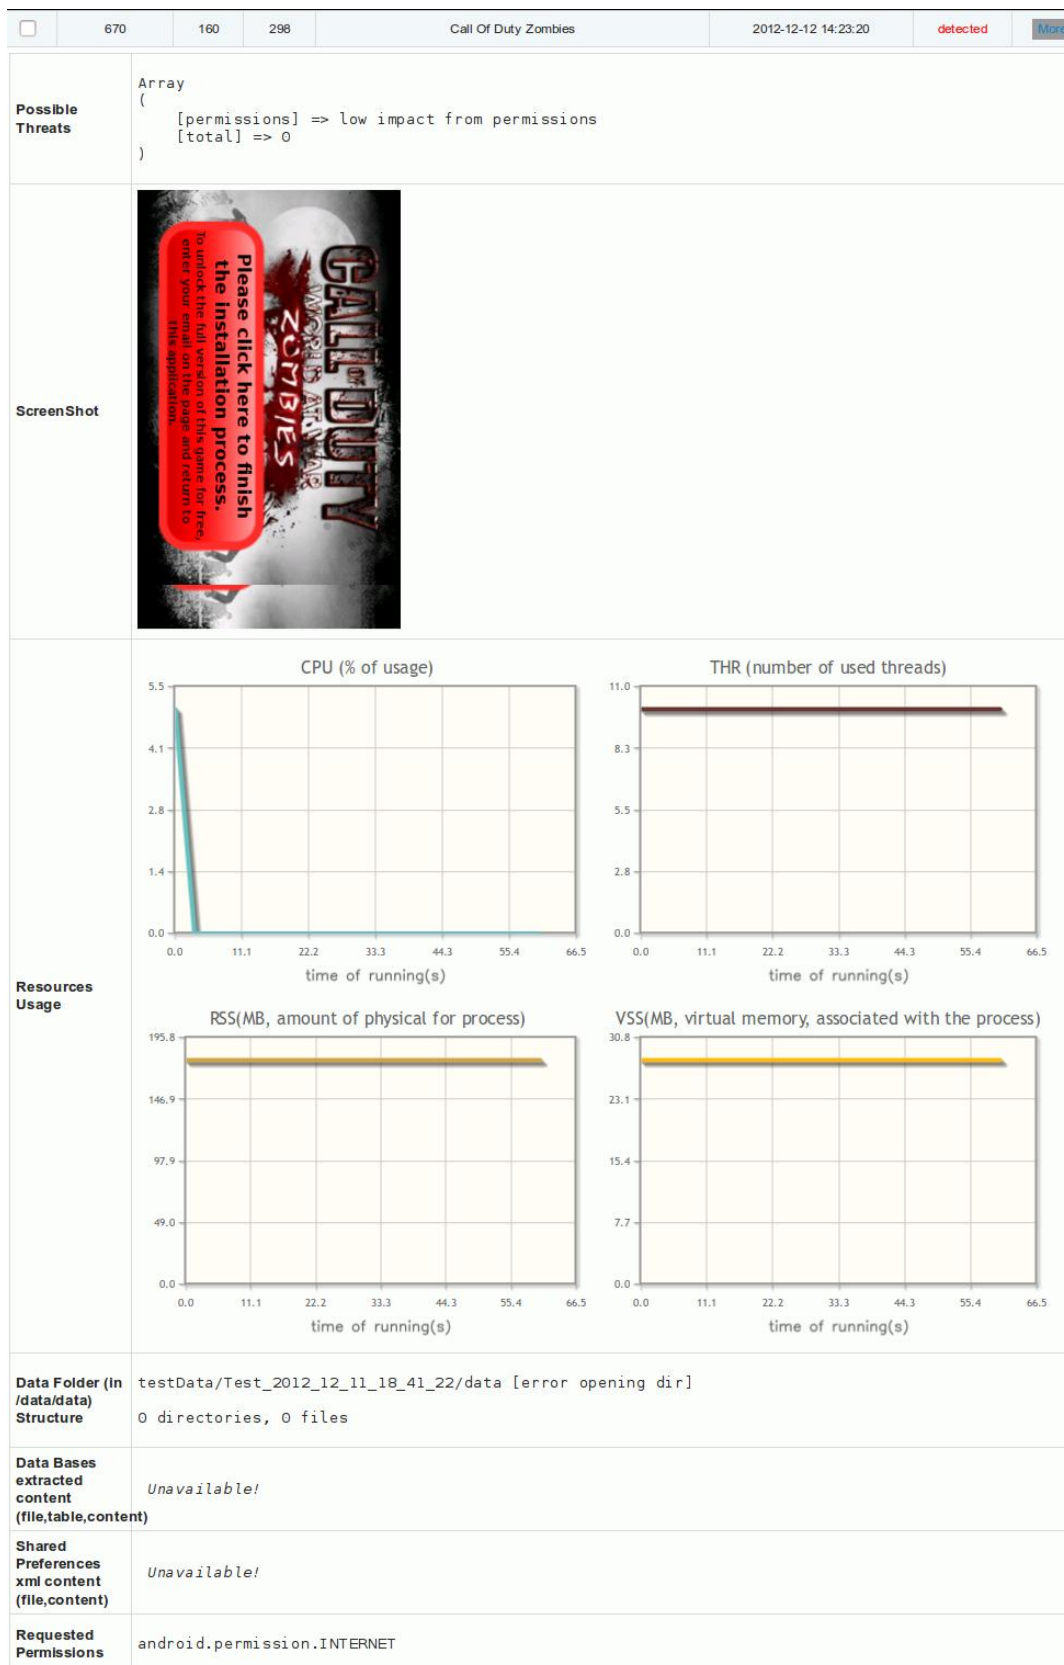 670 160 298 Call Of Duty Zombies 2012-12-12 14:23:20 detected More
Possible
Threats
Array
(
[permissions] => low impact from permissions
[total] => 0
)
ScreenShot
CALL OF DUTY
WORLD AT WAR
ZOMBIES
Please click here to finish
the installation process.
To unlock the full version of this game for free,
enter your email on the page and return to
this application.
Resources
Usage
CPU (% of usage)
5.5
4.1
2.8
1.4
0.0
0.0 11.1 22.2 33.3 44.3 55.4 66.5
time of running(s)
THR (number of used threads)
11.0
8.3
5.5
2.8
0.0
0.0 11.1 22.2 33.3 44.3 55.4 66.5
time of running(s)
RSS(MB, amount of physical for process)
195.8
146.9
97.9
49.0
0.0
0.0 11.1 22.2 33.3 44.3 55.4 66.5
time of running(s)
VSS(MB, virtual memory, associated with the process)
30.8
23.1
15.4
7.7
0.0
0.0 11.1 22.2 33.3 44.3 55.4 66.5
time of running(s)
Data Folder (in
/data/data)
Structure
testData/Test_2012_12_11_18_41_22/data [error opening dir]
0 directories, 0 files
Data Bases
extracted
content
(file,table,content)
Unavailable!
Shared
Preferences
xml content
(file,content)
Unavailable!
Requested
Permissions
android.permission.INTERNET